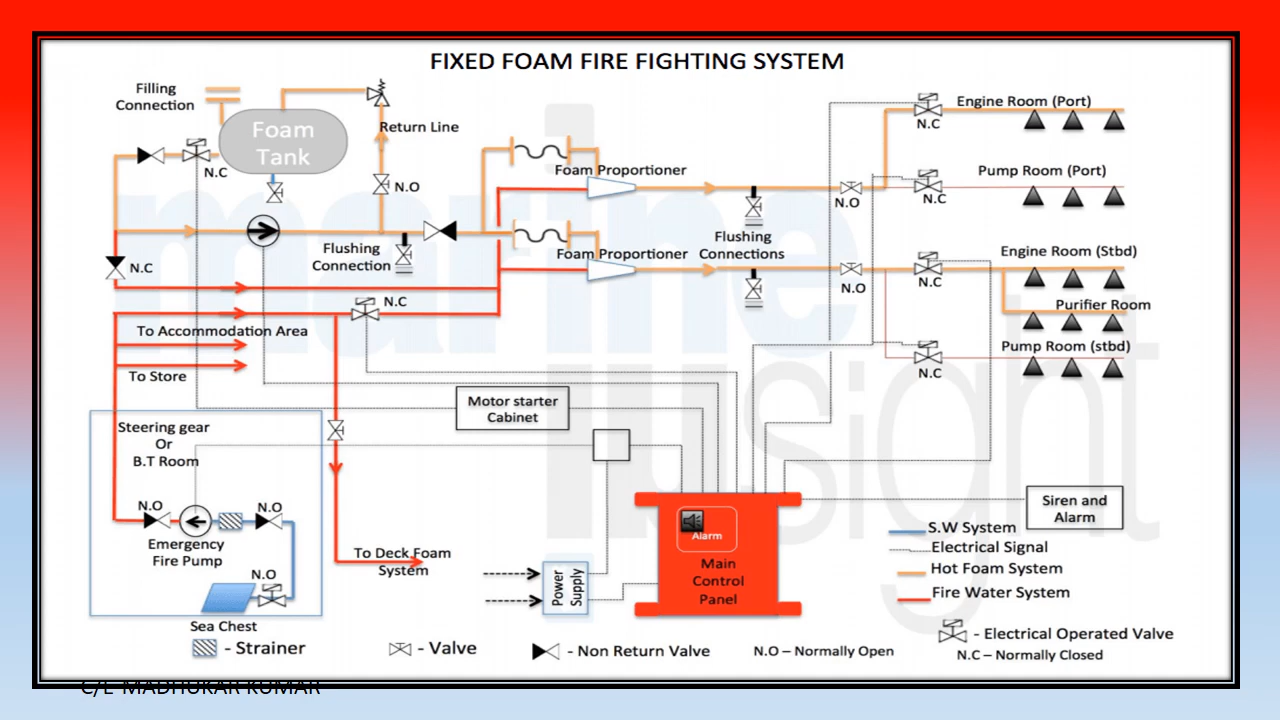 FIXED FOAM FIRE FIGHTING SYSTEM
Filling
Connection
Foam
Tank
Return Line
N.C
N.O
Foam Proportioner
Flushing
Connection
Foam Proportioner
Flushing
Connections
N.O
N.O
N.C
Engine Room (Port)
N.C
Pump Room (Port)
N.C
Engine Room (Stbd)
N.C
Purifier Room
Pump Room (stbd)
N.C
N.C
To Accommodation Area
To Store
Motor starter
Cabinet
Steering gear
Or
B.T Room
N.O
N.O
Emergency
Fire Pump
N.O
Sea Chest
To Deck Foam
System
Power
Supply
Alarm
Main
Control
Panel
Siren and
Alarm
S.W System
Electrical Signal
Hot Foam System
Fire Water System
- Strainer
- Valve
- Non Return Valve
N.O – Normally Open
- Electrical Operated Valve
N.C – Normally Closed
marine
insight
C/E MADHUKAR KUMAR